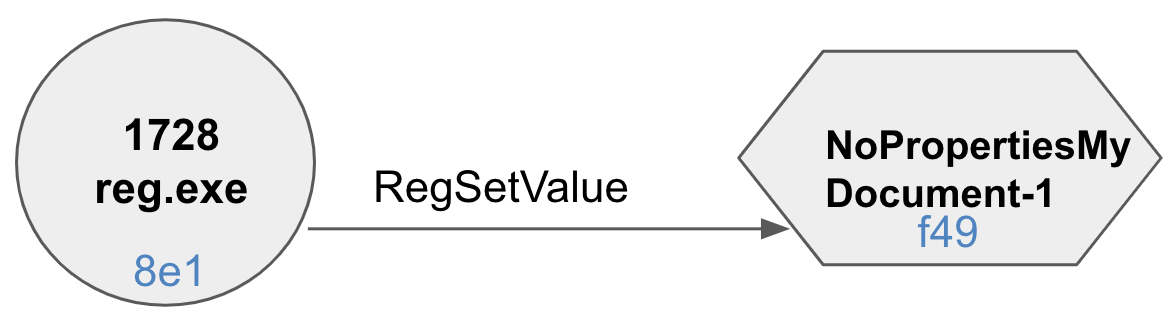 1728
reg.exe
8e1
RegSetValue
NoPropertiesMy
Document-1
f49